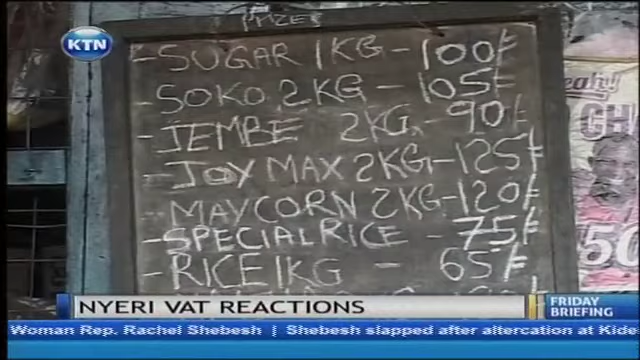 PRIZES
KTN
- SUGAR 1KG - 100/=
- SOKO 2KG - 105/=
- JEMBE 2KG - 90/=
- JOY MAX 2KG - 125/=
MAYCORN 2KG - 120/=
- SPECIAL RICE - 75/=
- RICE 1KG - 65/=
50
NYERI VAT REACTIONS
FRIDAY
BRIEFING
Woman Rep. Rachel Shebesh | Shebesh slapped after altercation at Kide